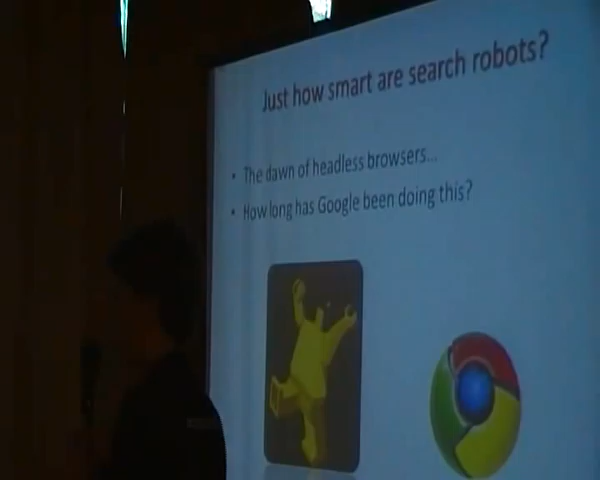 Just how smart are search robots?
• The dawn of headless browsers...
• How long has Google been doing this?